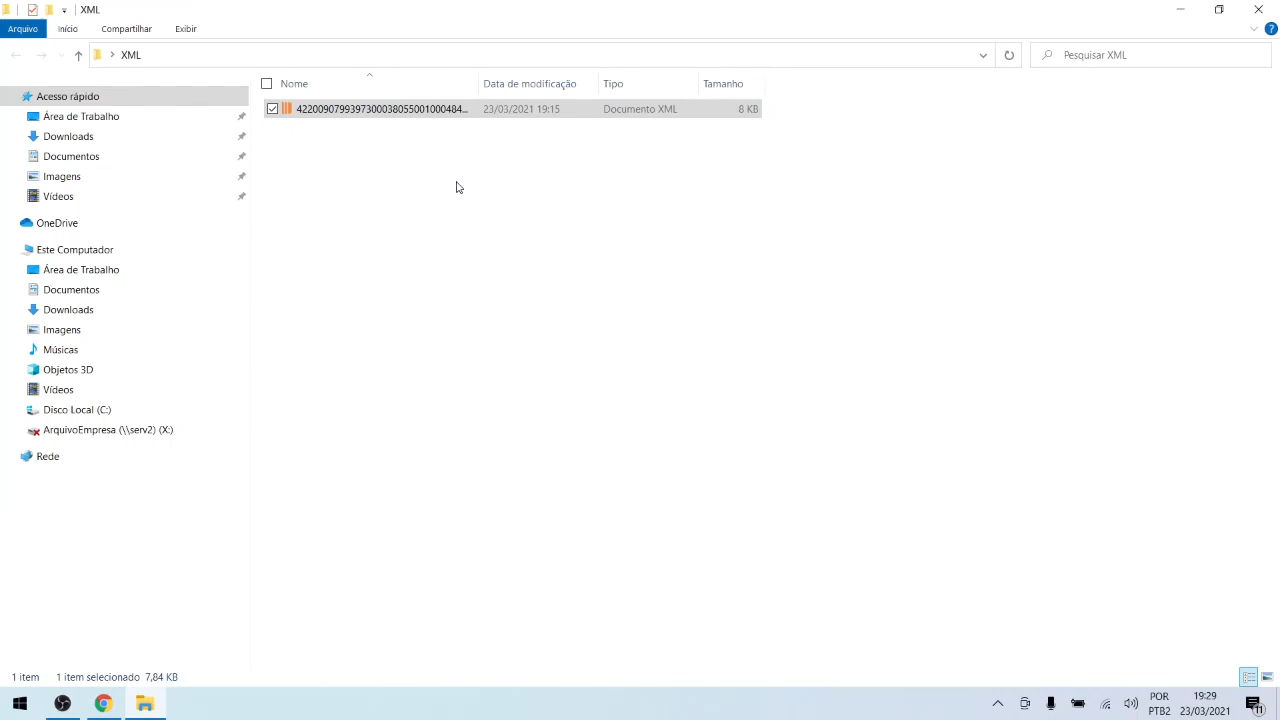 XML
Arquivo Início Compartilhar Exibir ?
XML Pesquisar XML
Nome Data de modificação Tipo Tamanho
422009079939730003805500100048​4... 23/03/2021 19:15 Documento XML 8 KB
Acesso rápido
Área de Trabalho
Downloads
Documentos
Imagens
Vídeos
OneDrive
Este Computador
Área de Trabalho
Documentos
Downloads
Imagens
Músicas
Objetos 3D
Vídeos
Disco Local (C:)
ArquivoEmpresa (\\serv2) (X:)
Rede
1 item 1 item selecionado 7,84 KB
POR 19:29
PTB2 23/03/2021 11